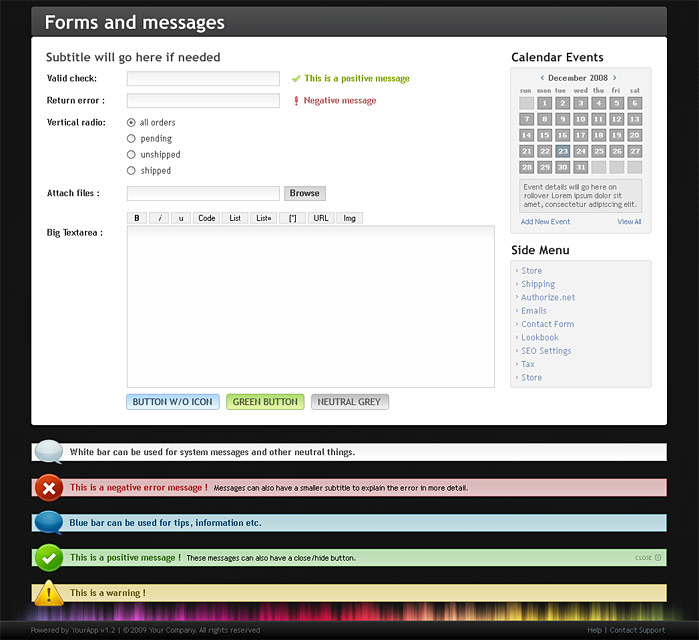 Forms and messages
Subtitle will go here if needed
Valid check:
This is a positive message
Return error :
Negative message
Vertical radio:
all orders
pending
unshipped
shipped
Attach files :
Browse
B i u Code List List= [*] URL Img
Big Textarea :
BUTTON W/O ICON
GREEN BUTTON
NEUTRAL GREY
Calendar Events
‹ December 2008 ›
sun mon tue wed thu fri sat
1 2 3 4 5 6
7 8 9 10 11 12 13
14 15 16 17 18 19 20
21 22 23 24 25 26 27
28 29 30 31
Event details will go here on
rollover Lorem ipsum dolor sit
amet, consectetur adipiscing elit.
Add New Event View All
Side Menu
› Store
› Shipping
› Authorize.net
› Emails
› Contact Form
› Lookbook
› SEO Settings
› Tax
› Store
White bar can be used for system messages and other neutral things.
This is a negative error message ! Messages can also have a smaller subtitle to explain the error in more detail.
Blue bar can be used for tips, information etc.
This is a positive message ! These messages can also have a close/hide button.
CLOSE
This is a warning !
Powered by YourApp v1.2 | © 2009 Your Company. All rights reserved
Help | Contact Support